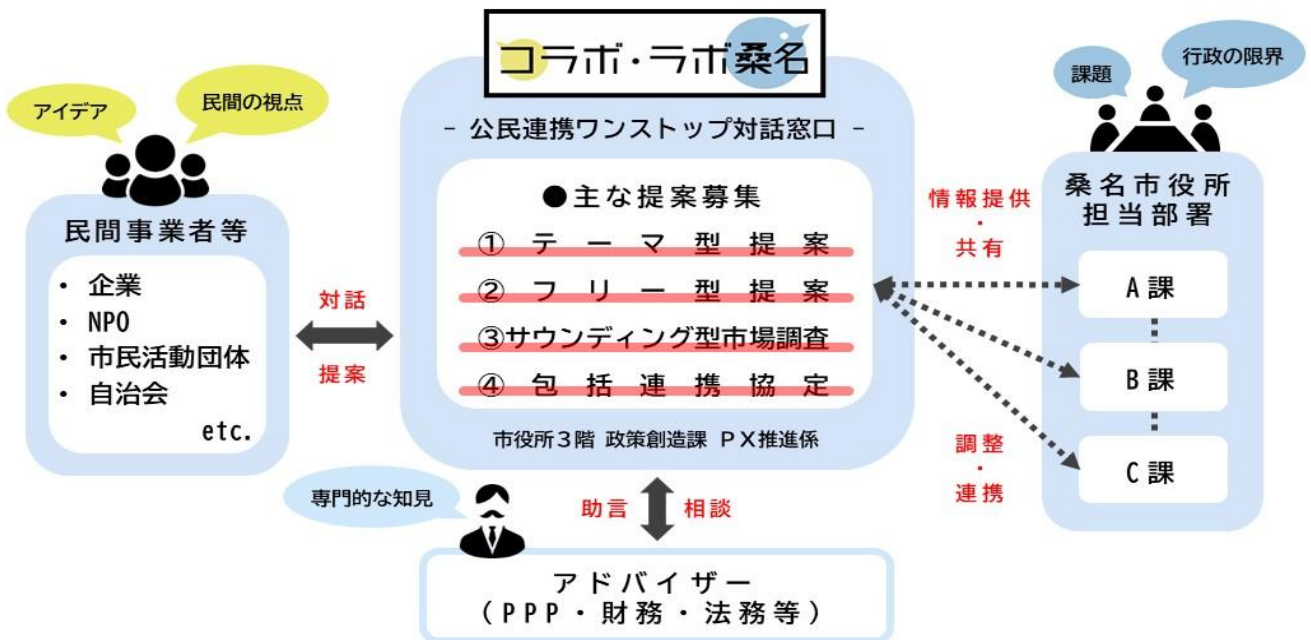 コラボ・ラボ桑名
- 公民連携ワンストップ対話窓口 -
●主な提案募集
① テーマ型提案
② フリー型提案
③サウンディング型市場調査
④ 包括連携協定
市役所３階 政策創造課 ＰＸ推進係
アイデア
民間の視点
民間事業者等
・ 企業
・ NPO
・ 市民活動団体
・ 自治会
etc.
対話
提案
課題
行政の限界
桑名市役所
担当部署
A課
B課
C課
情報提供
・
共有
調整
・
連携
専門的な知見
助言
相談
アドバイザー
（PPP・財務・法務等）